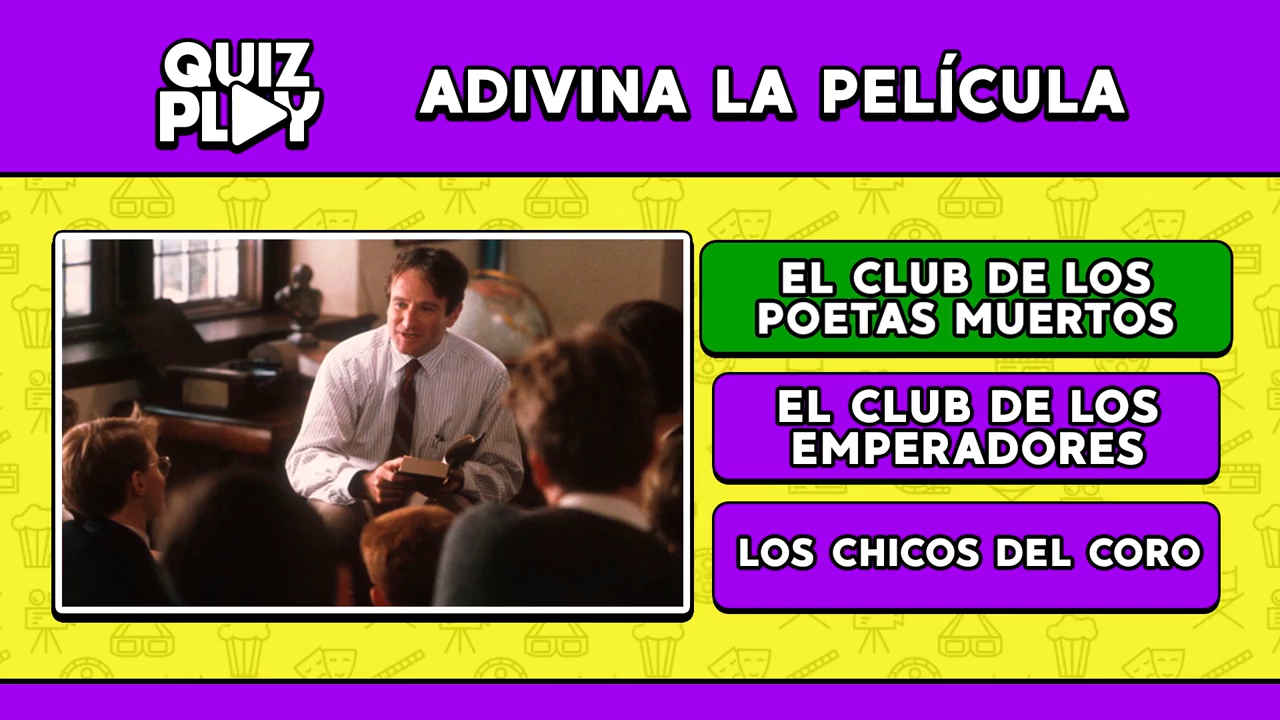 QUIZ
PLAY
ADIVINA LA PELÍCULA
EL CLUB DE LOS
POETAS MUERTOS
EL CLUB DE LOS
EMPERADORES
LOS CHICOS DEL CORO